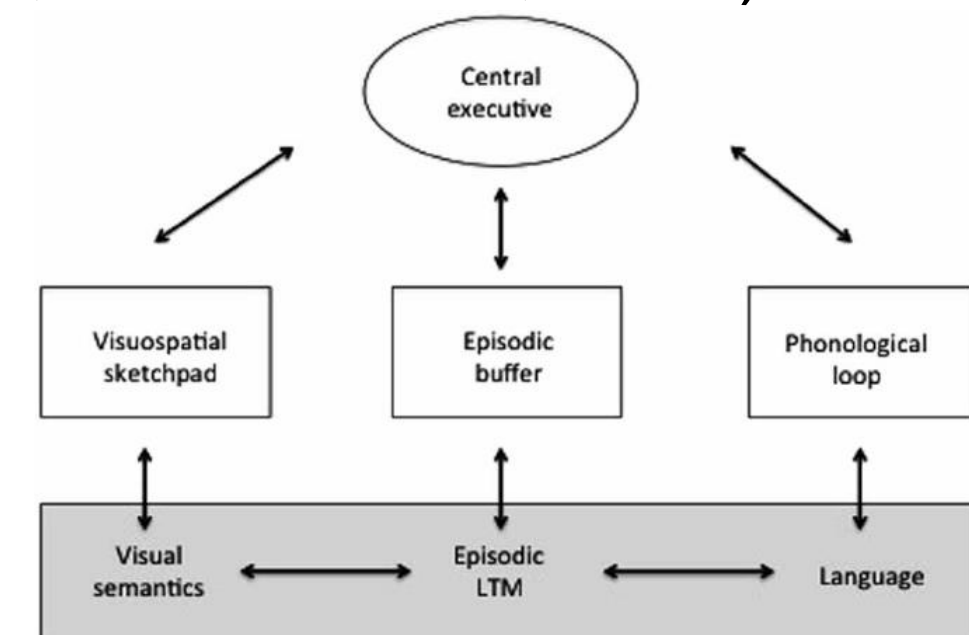 Central
executive
Visuospatial
sketchpad
Episodic
buffer
Phonological
loop
Visual
semantics
Episodic
LTM
Language